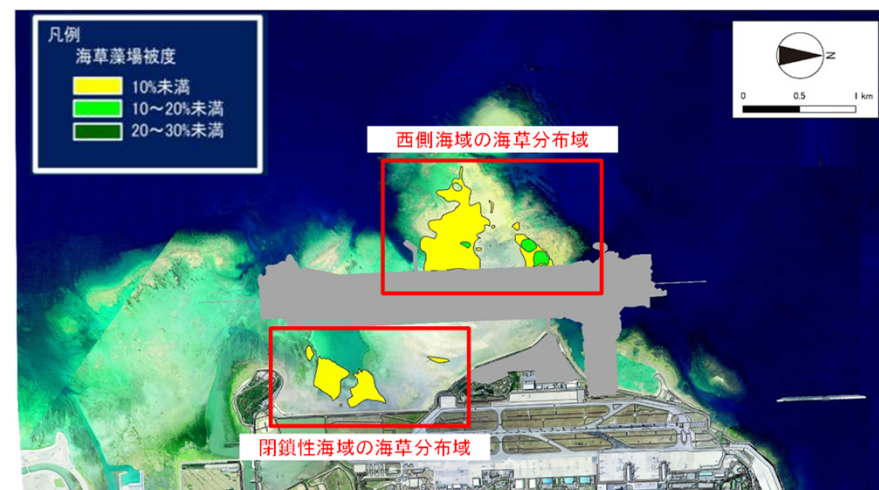 凡例
海草藻場被度
10%未満
10～20%未満
20～30%未満
N
0 0.5 1 km
西側海域の海草分布域
閉鎖性海域の海草分布域